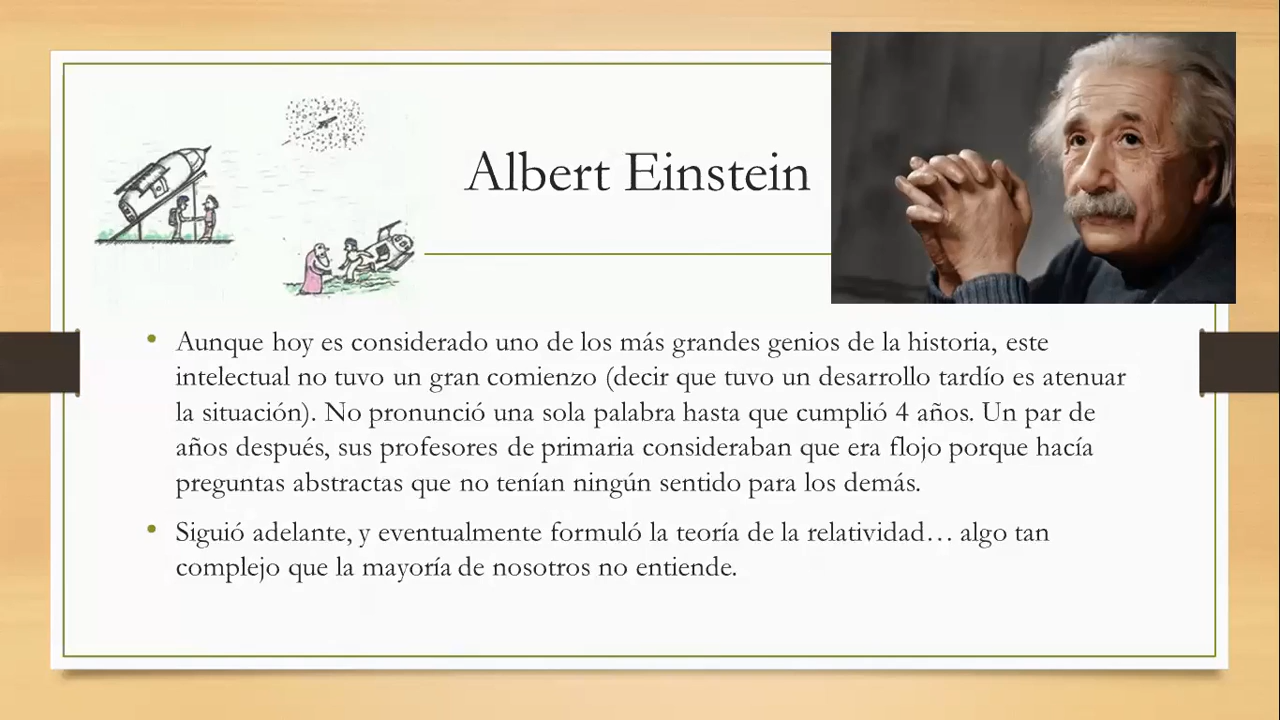 Albert Einstein
• Aunque hoy es considerado uno de los más grandes genios de la historia, este
intelectual no tuvo un gran comienzo (decir que tuvo un desarrollo tardío es atenuar
la situación). No pronunció una sola palabra hasta que cumplió 4 años. Un par de
años después, sus profesores de primaria consideraban que era flojo porque hacía
preguntas abstractas que no tenían ningún sentido para los demás.
• Siguió adelante, y eventualmente formuló la teoría de la relatividad… algo tan
complejo que la mayoría de nosotros no entiende.